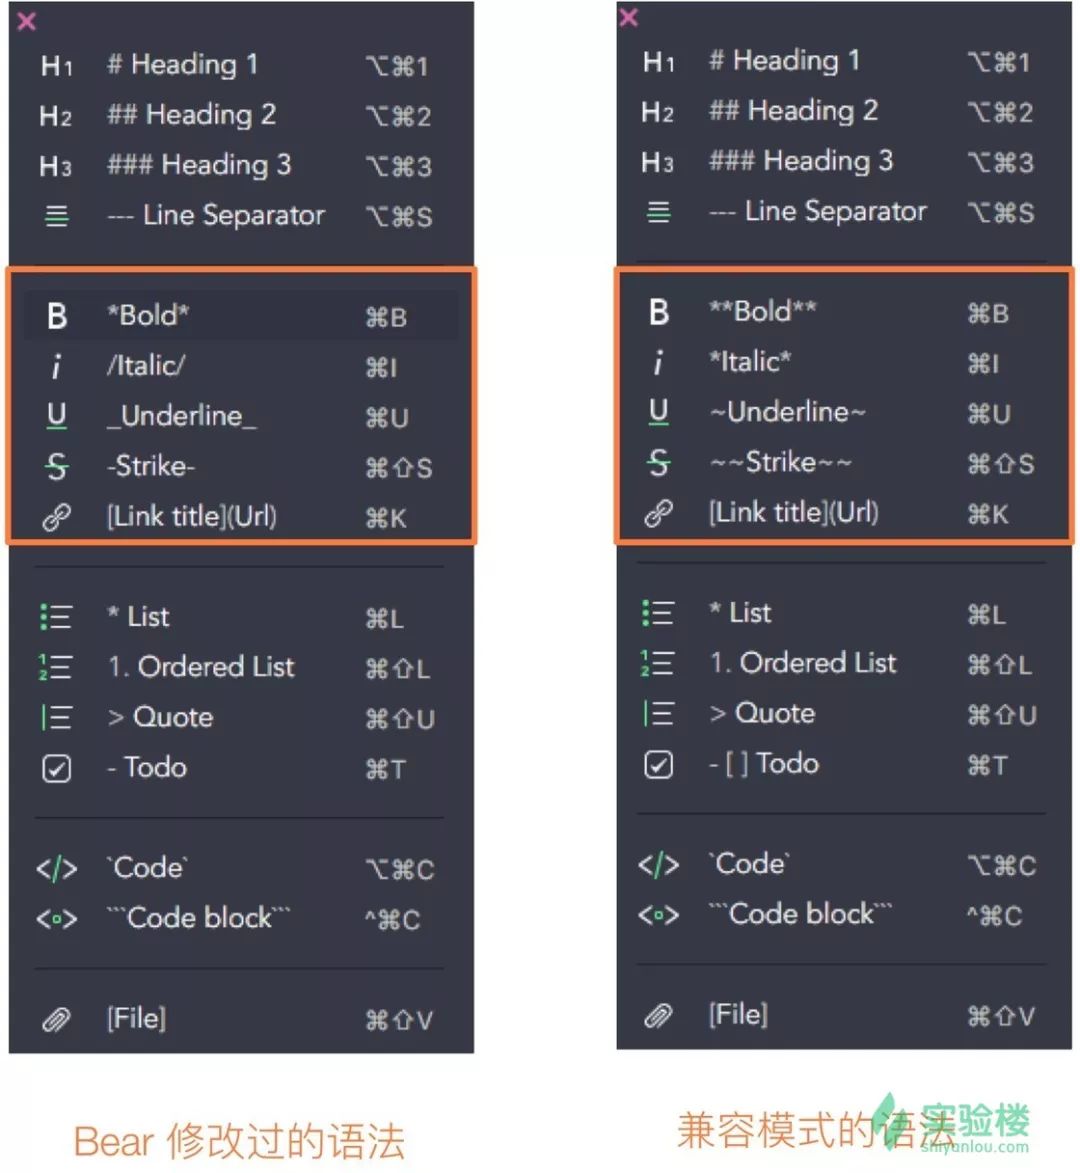 H1 # Heading 1 ⌥⌘1
H2 ## Heading 2 ⌥⌘2
H3 ### Heading 3 ⌥⌘3
--- Line Separator ⌥⌘S
B *Bold* ⌘B
i /Italic/ ⌘I
U _Underline_ ⌘U
S -Strike- ⌘⇧S
[Link title](Url) ⌘K
* List ⌘L
1. Ordered List ⌘⇧L
> Quote ⌘⇧U
- Todo ⌘T
</> `Code` ⌥⌘C
<∘> ```Code block``` ^⌘C
[File] ⌘⇧V
Bear 修改过的语法
H1 # Heading 1 ⌥⌘1
H2 ## Heading 2 ⌥⌘2
H3 ### Heading 3 ⌥⌘3
--- Line Separator ⌥⌘S
B **Bold** ⌘B
i *Italic* ⌘I
U ~Underline~ ⌘U
S ~~Strike~~ ⌘⇧S
[Link title](Url) ⌘K
* List ⌘L
1. Ordered List ⌘⇧L
> Quote ⌘⇧U
- [ ] Todo ⌘T
</> `Code` ⌥⌘C
<∘> ```Code block``` ^⌘C
[File] ⌘⇧V
兼容模式的语法
实验楼
shiyanlou.com